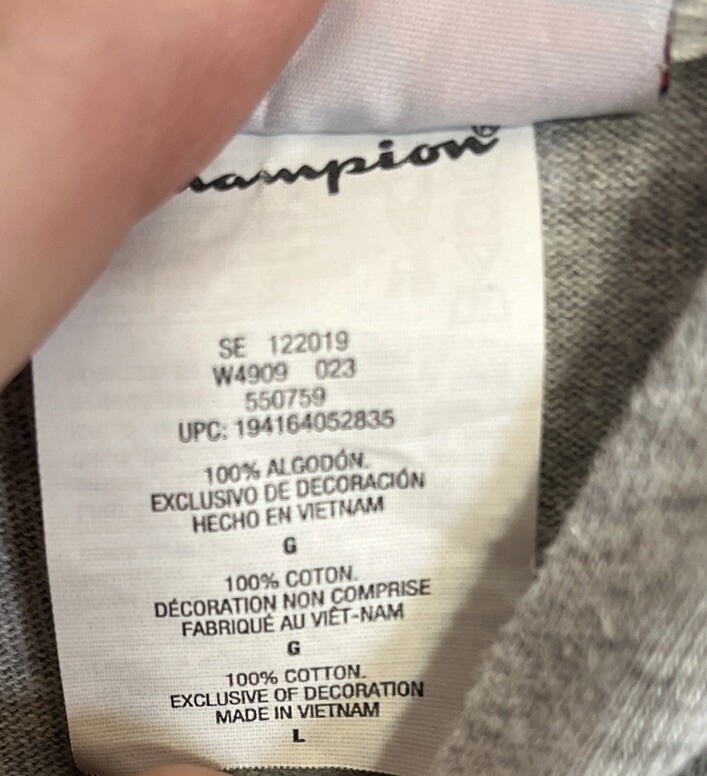 Champion®
SE 122019
W4909 023
550759
UPC: 194164052835
100% ALGODÓN.
EXCLUSIVO DE DECORACIÓN
HECHO EN VIETNAM
G
100% COTON.
DÉCORATION NON COMPRISE
FABRIQUÉ AU VIÊT-NAM
G
100% COTTON.
EXCLUSIVE OF DECORATION
MADE IN VIETNAM
L